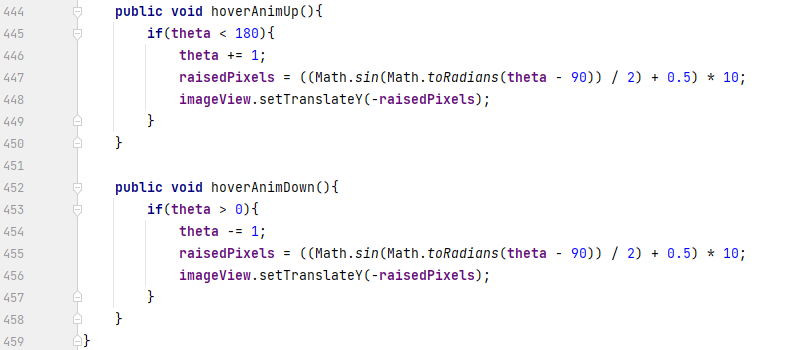 444 public void hoverAnimUp(){
445 if(theta < 180){
446 theta += 1;
447 raisedPixels = ((Math.sin(Math.toRadians(theta - 90)) / 2) + 0.5) * 10;
448 imageView.setTranslateY(-raisedPixels);
449 }
450 }
451
452 public void hoverAnimDown(){
453 if(theta > 0){
454 theta -= 1;
455 raisedPixels = ((Math.sin(Math.toRadians(theta - 90)) / 2) + 0.5) * 10;
456 imageView.setTranslateY(-raisedPixels);
457 }
458 }
459 }